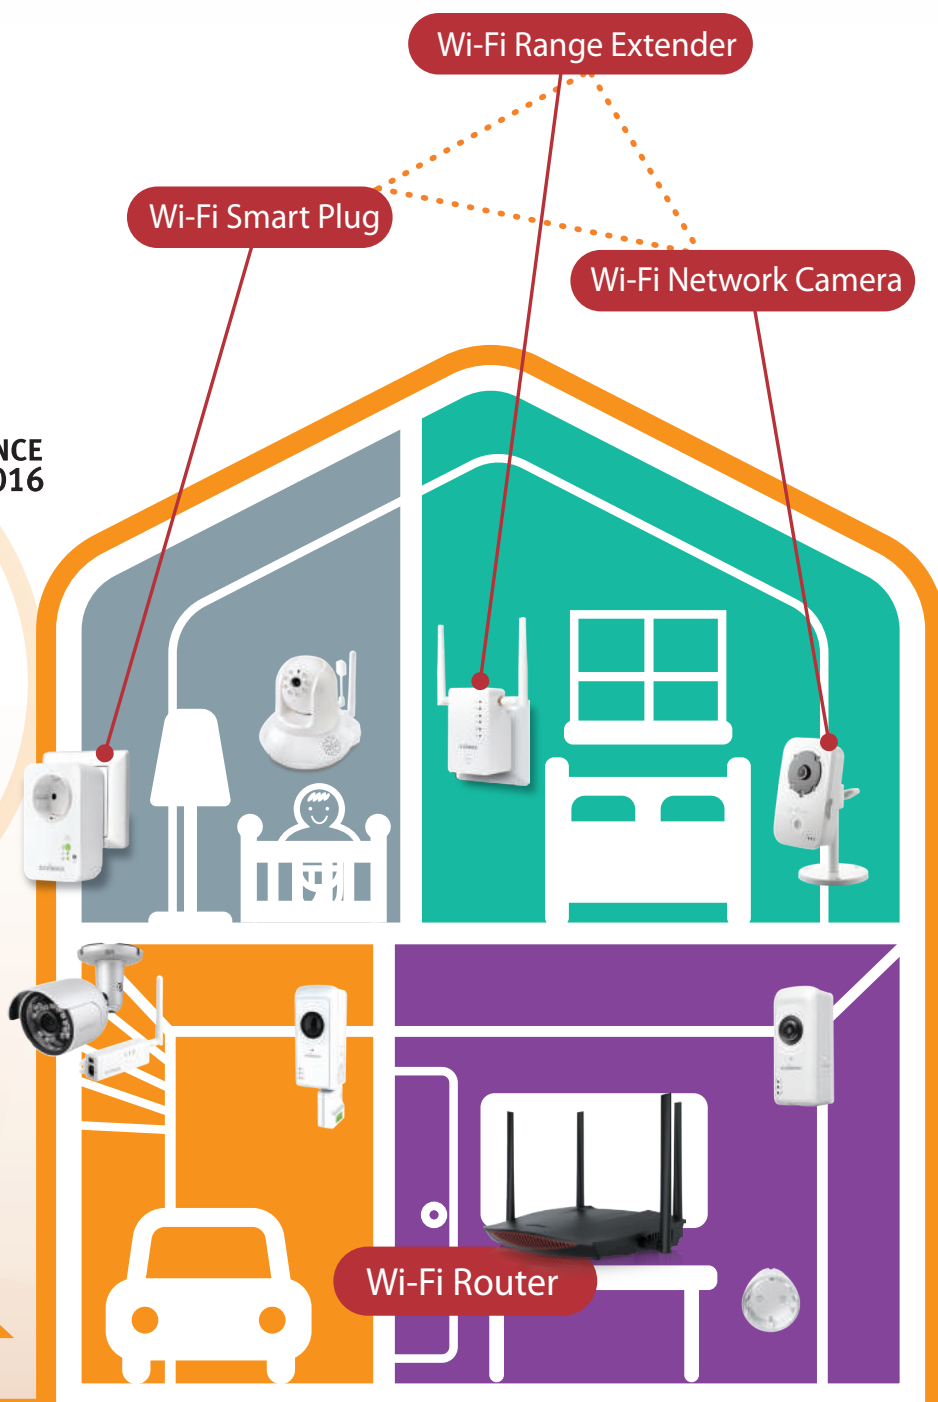 Wi-Fi Range Extender
Wi-Fi Smart Plug
Wi-Fi Network Camera
NCE
016
Wi-Fi Router